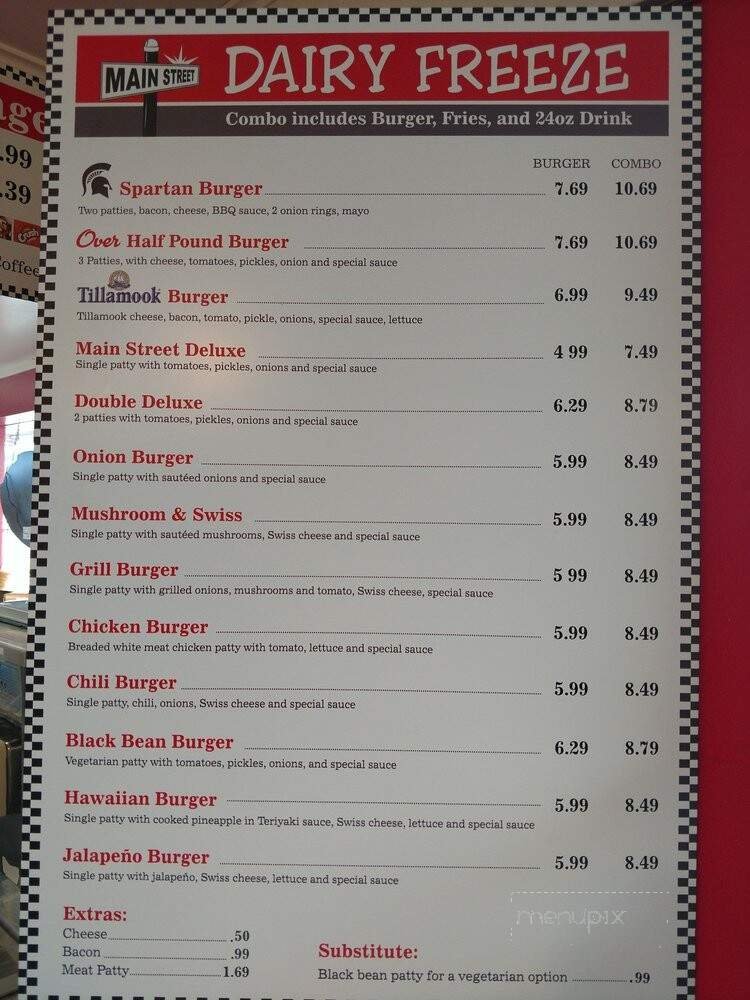 MAIN STREET DAIRY FREEZE
Combo includes Burger, Fries, and 24oz Drink
BURGER COMBO
Spartan Burger 7.69 10.69
Two patties, bacon, cheese, BBQ sauce, 2 onion rings, mayo
Over Half Pound Burger 7.69 10.69
3 Patties, with cheese, tomatoes, pickles, onion and special sauce
Tillamook Burger 6.99 9.49
Tillamook cheese, bacon, tomato, pickle, onions, special sauce, lettuce
Main Street Deluxe 4 99 7.49
Single patty with tomatoes, pickles, onions and special sauce
Double Deluxe 6.29 8.79
2 patties with tomatoes, pickles, onions and special sauce
Onion Burger 5.99 8.49
Single patty with sautéed onions and special sauce
Mushroom & Swiss 5.99 8.49
Single patty with sautéed mushrooms, Swiss cheese and special sauce
Grill Burger 5 99 8.49
Single patty with grilled onions, mushrooms and tomato, Swiss cheese, special sauce
Chicken Burger 5.99 8.49
Breaded white meat chicken patty with tomato, lettuce and special sauce
Chili Burger 5.99 8.49
Single patty, chili, onions, Swiss cheese and special sauce
Black Bean Burger 6.29 8.79
Vegetarian patty with tomatoes, pickles, onions, and special sauce
Hawaiian Burger 5.99 8.49
Single patty with cooked pineapple in Teriyaki sauce, Swiss cheese, lettuce and special sauce
Jalapeño Burger 5.99 8.49
Single patty with jalapeño, Swiss cheese, lettuce and special sauce
Extras:
Cheese .50
Bacon .99
Meat Patty 1.69
Substitute:
Black bean patty for a vegetarian option .99
menupix
.99
.39
Crush
Coffee